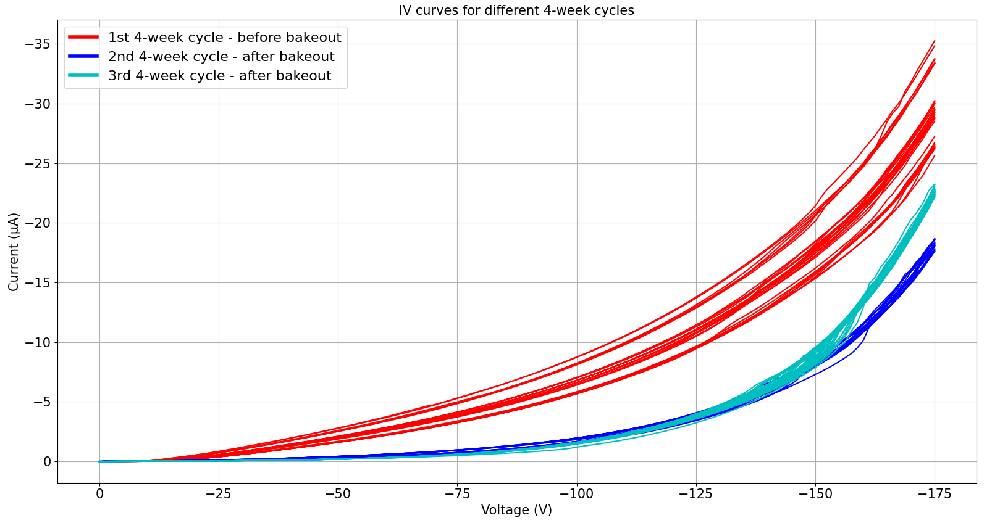 IV curves for different 4-week cycles
1st 4-week cycle - before bakeout
2nd 4-week cycle - after bakeout
3rd 4-week cycle - after bakeout
−35
−30
−25
−20
−15
−10
−5
0
Current (µA)
0 −25 −50 −75 −100 −125 −150 −175
Voltage (V)